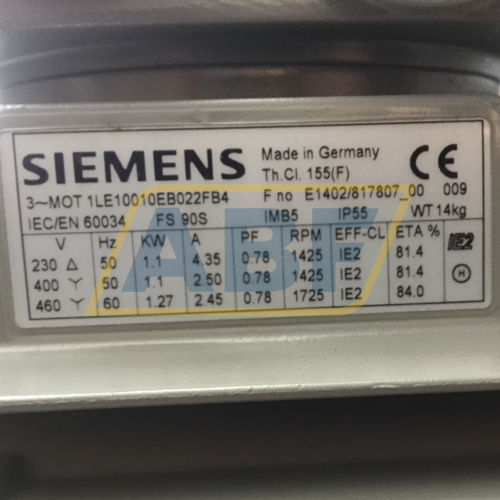 SIEMENS
Made in Germany
Th.Cl. 155(F)
CE
3~MOT 1LE10010EB022FB4
F no E1402/817807_00 009
IEC/EN 60034 FS 90S IMB5 IP55 WT 14kg
V Hz KW A PF RPM EFF-CL ETA %
230 Δ 50 1.1 4.35 0.78 1425 IE2 81.4
400 Y 50 1.1 2.50 0.78 1425 IE2 81.4
460 Y 60 1.27 2.45 0.78 1725 IE2 84.0
IE2
H
ABF